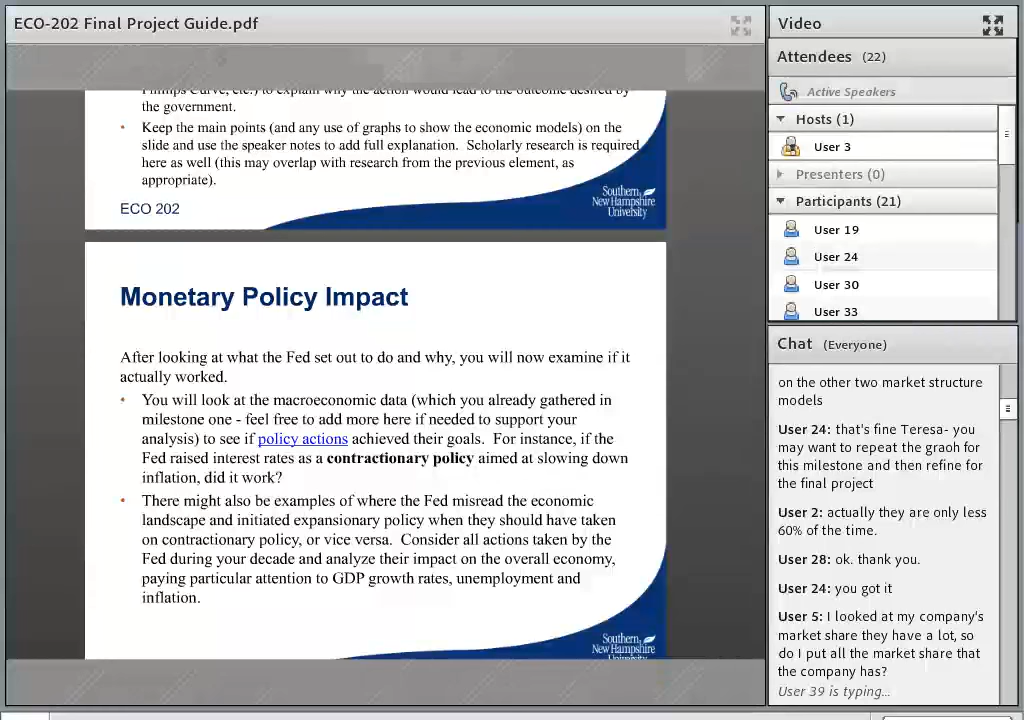 ECO-202 Final Project Guide.pdf
Phillips Curve, etc.) to explain why the action would lead to the outcome desired by
the government.
• Keep the main points (and any use of graphs to show the economic models) on the
slide and use the speaker notes to add full explanation. Scholarly research is required
here as well (this may overlap with research from the previous element, as
appropriate).
ECO 202
Southern
New Hampshire
University
Monetary Policy Impact
After looking at what the Fed set out to do and why, you will now examine if it
actually worked.
• You will look at the macroeconomic data (which you already gathered in
milestone one - feel free to add more here if needed to support your
analysis) to see if policy actions achieved their goals. For instance, if the
Fed raised interest rates as a contractionary policy aimed at slowing down
inflation, did it work?
• There might also be examples of where the Fed misread the economic
landscape and initiated expansionary policy when they should have taken
on contractionary policy, or vice versa. Consider all actions taken by the
Fed during your decade and analyze their impact on the overall economy,
paying particular attention to GDP growth rates, unemployment and
inflation.
Southern
New Hampshire
University
Video
Attendees (22)
Active Speakers
Hosts (1)
User 3
Presenters (0)
Participants (21)
User 19
User 24
User 30
User 33
Chat (Everyone)
on the other two market structure
models
User 24: that's fine Teresa- you
may want to repeat the graoh for
this milestone and then refine for
the final project
User 2: actually they are only less
60% of the time.
User 28: ok. thank you.
User 24: you got it
User 5: I looked at my company's
market share they have a lot, so
do I put all the market share that
the company has?
User 39 is typing...